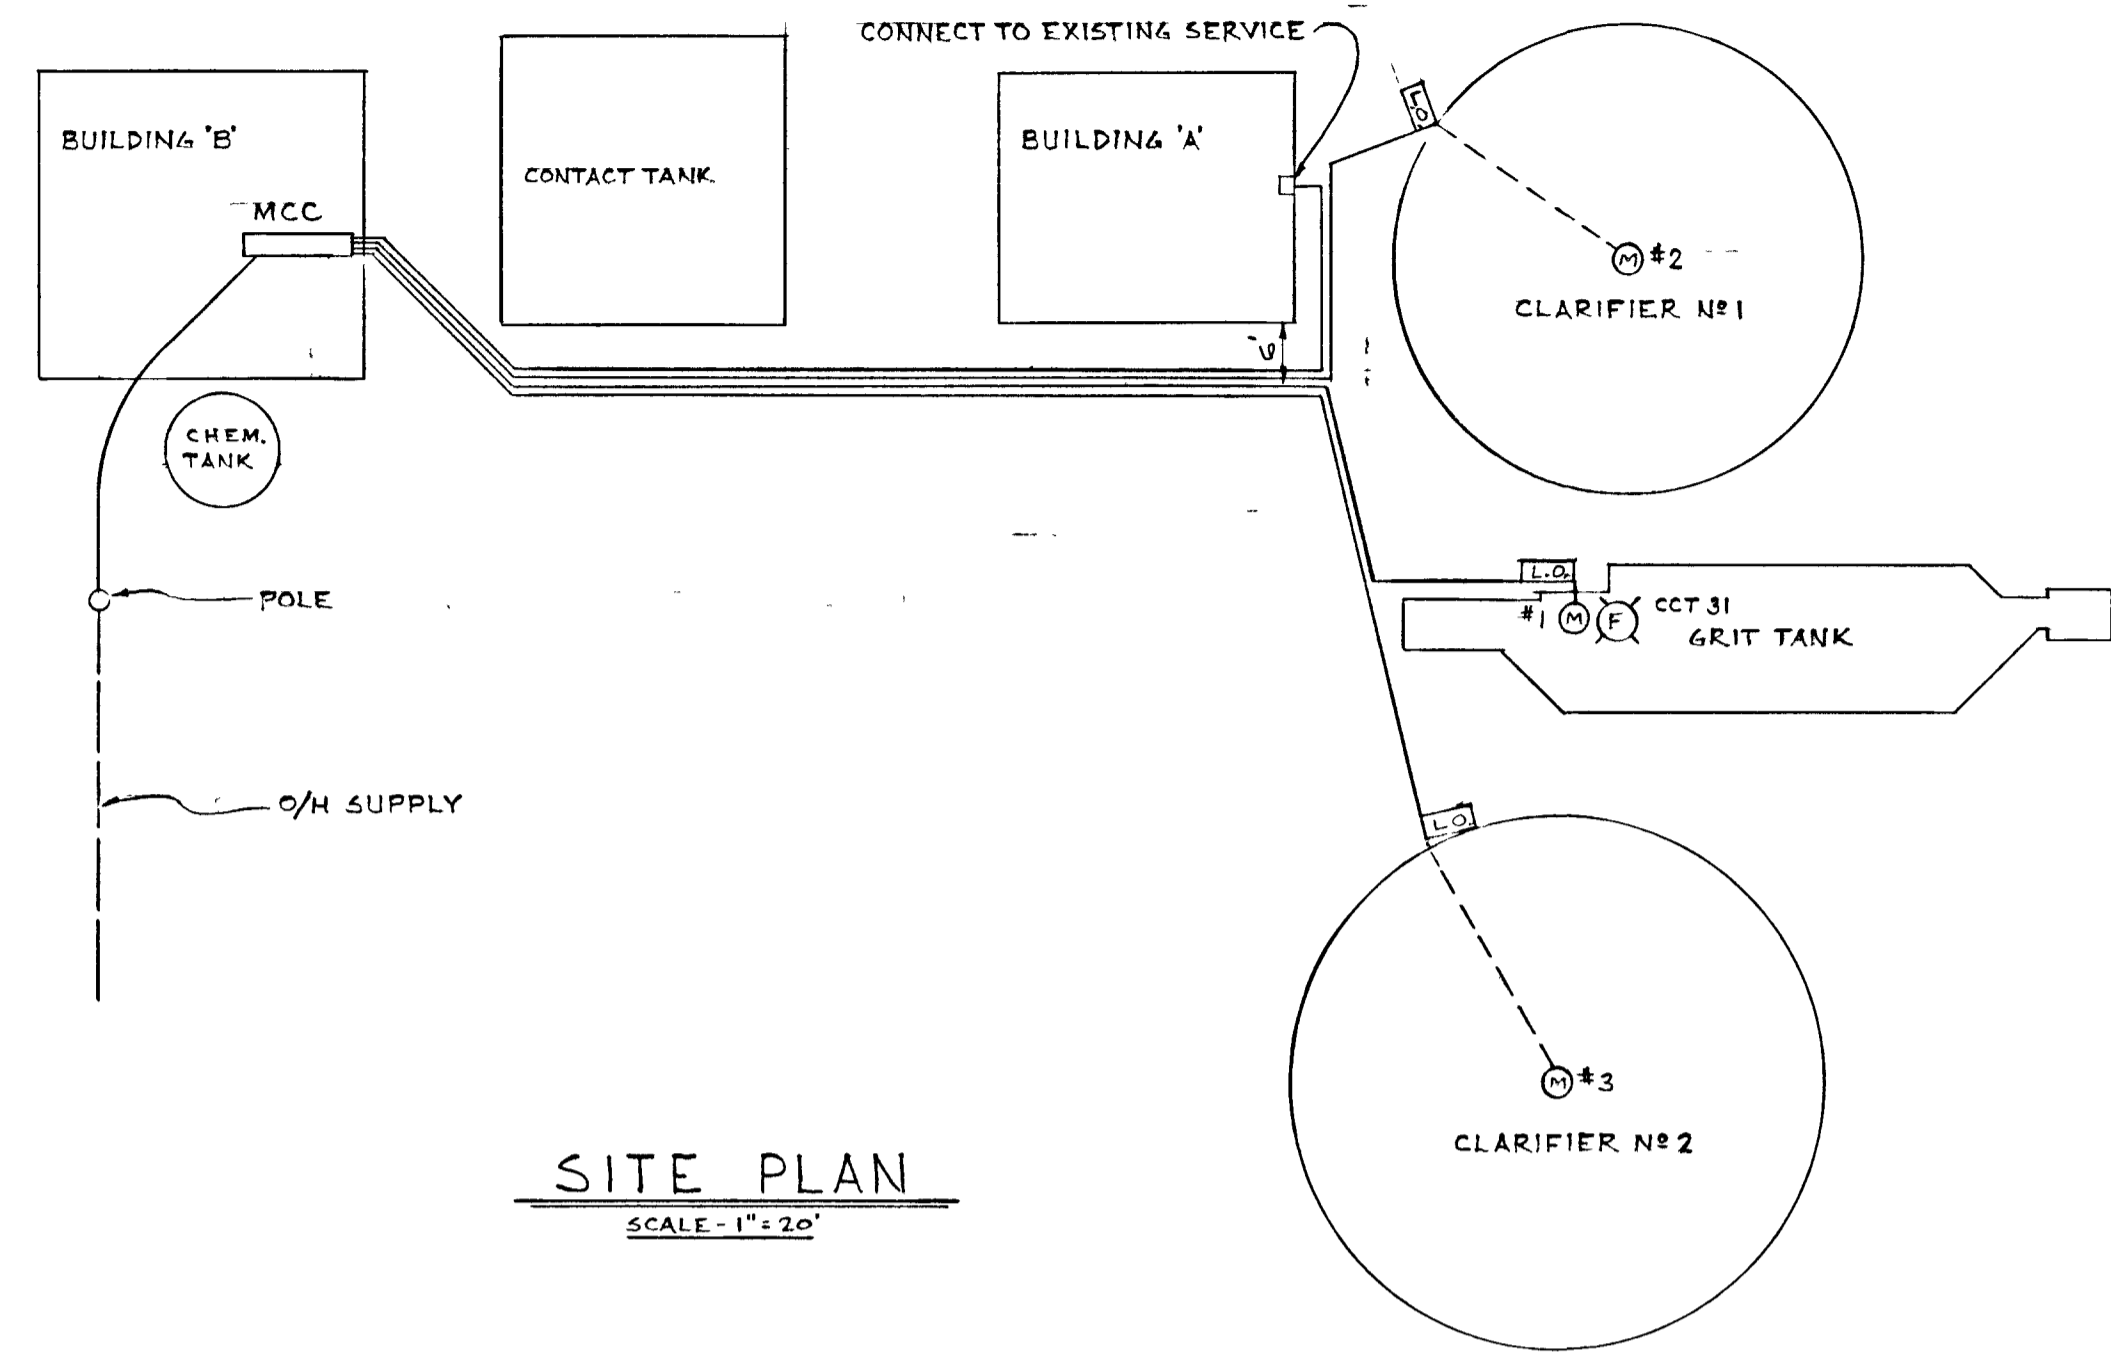 CONNECT TO EXISTING SERVICE
BUILDING 'B'
MCC
CONTACT TANK
BUILDING 'A'
L.O.
M #2
CLARIFIER Nº 1
6'
CHEM.
TANK
POLE
L.O.
#1 M F CCT 31
GRIT TANK
O/H SUPPLY
L.O.
M #3
CLARIFIER Nº 2
SITE PLAN
SCALE - 1" = 20'